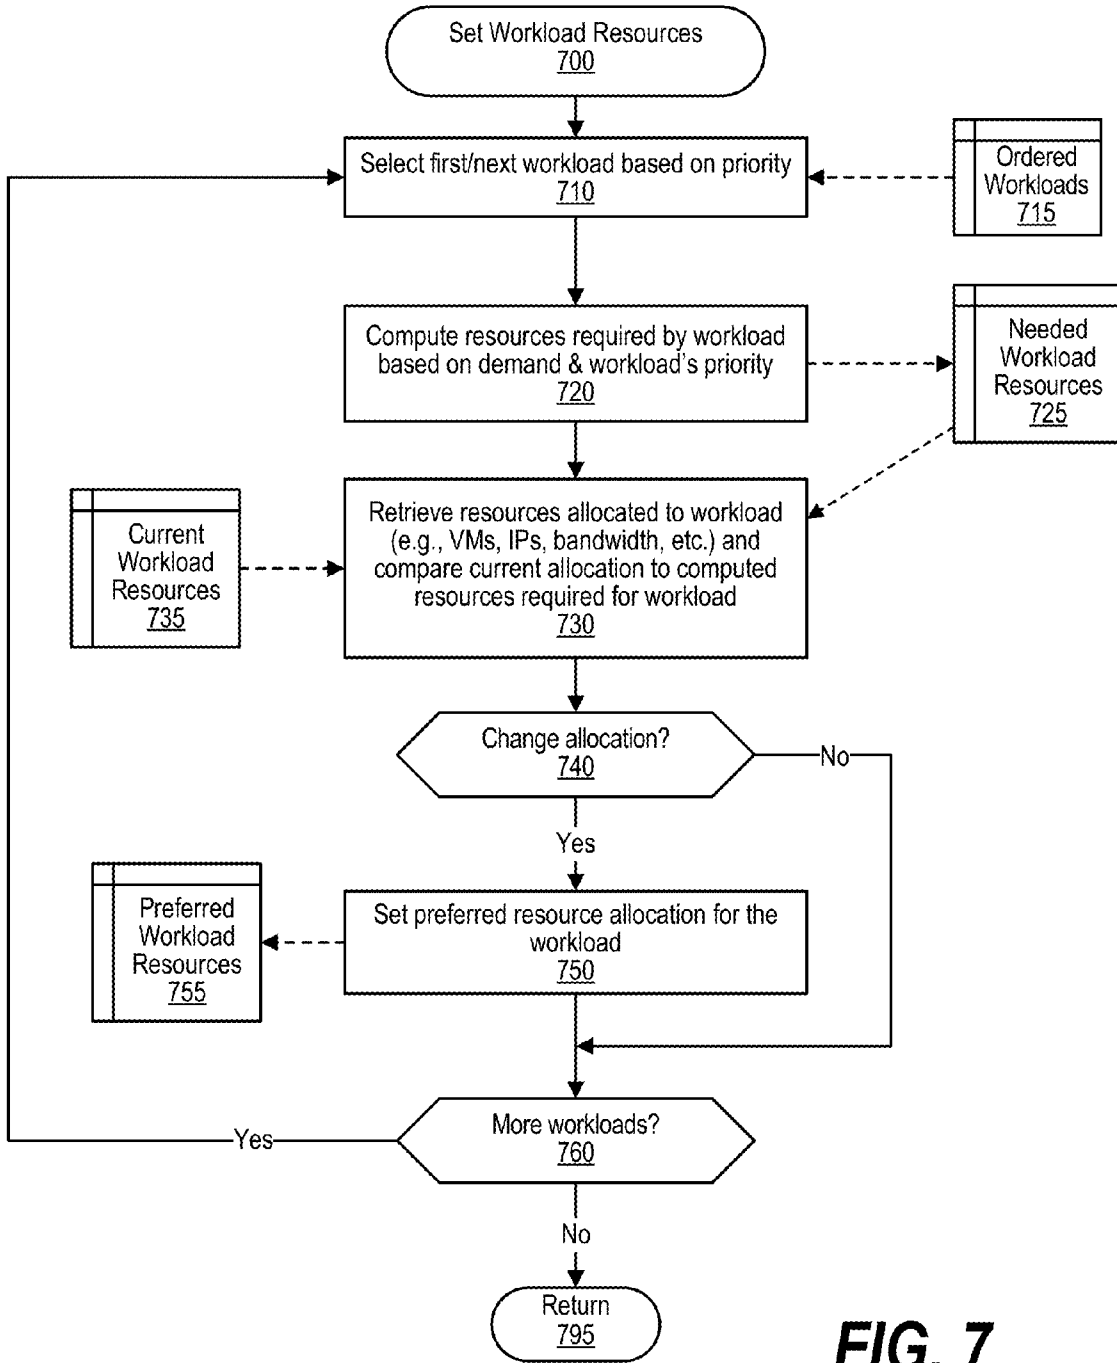 Set Workload Resources
700
Select first/next workload based on priority
710
Ordered
Workloads
715
Compute resources required by workload
based on demand & workload's priority
720
Needed
Workload
Resources
725
Current
Workload
Resources
735
Retrieve resources allocated to workload
(e.g., VMs, IPs, bandwidth, etc.) and
compare current allocation to computed
resources required for workload
730
Change allocation?
740
No
Yes
Preferred
Workload
Resources
755
Set preferred resource allocation for the
workload
750
More workloads?
760
Yes
No
Return
795
FIG. 7